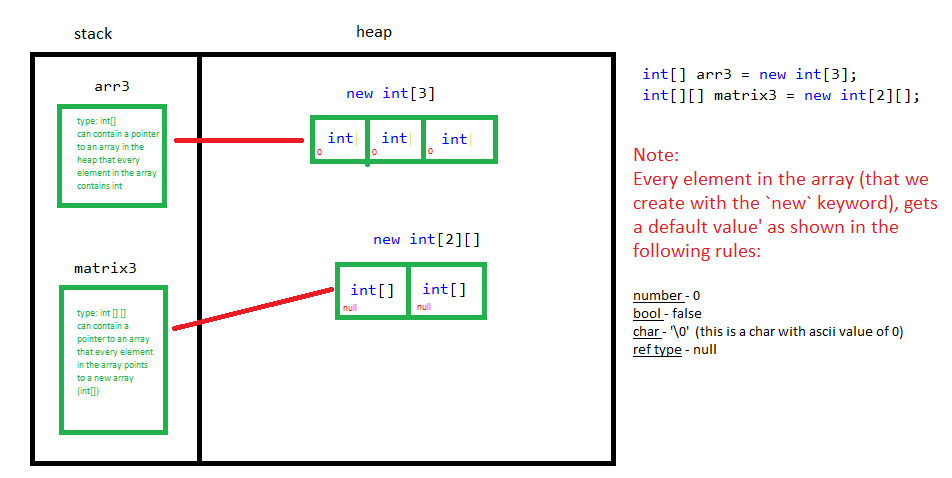 stack
heap
arr3
type: int[]
can contain a pointer
to an array in the
heap that every
element in the array
contains int
new int[3]
int
0
int
0
int
0
new int[2][]
matrix3
type: int [] []
can contain a
pointer to an array
that every element
in the array points
to a new array
(int[])
int[]
null
int[]
null
int[] arr3 = new int[3];
int[][] matrix3 = new int[2][];
Note:
Every element in the array (that we
create with the `new` keyword), gets
a default value' as shown in the
following rules:
number - 0
bool - false
char - '\0' (this is a char with ascii value of 0)
ref type - null